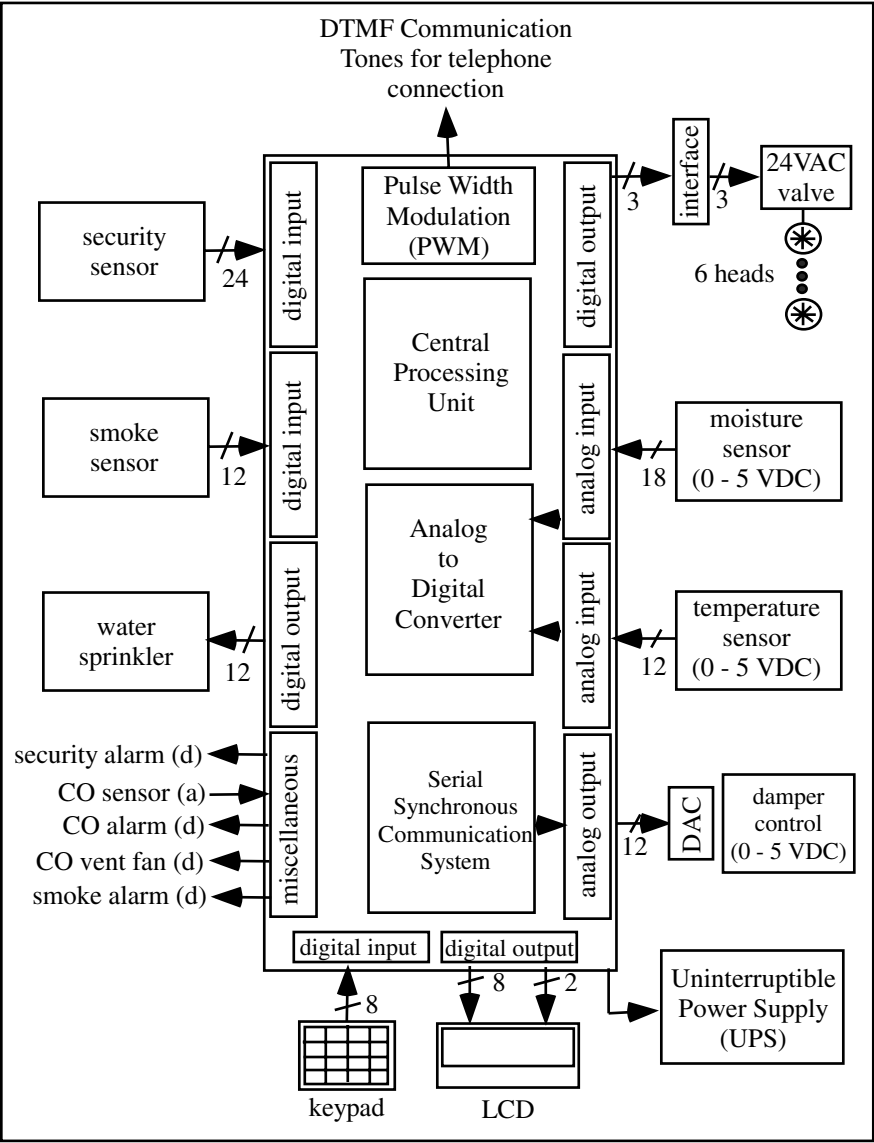 DTMF Communication
Tones for telephone
connection
digital input
Pulse Width
Modulation
(PWM)
digital output
3
interface
3
24VAC
valve
6 heads
security
sensor
24
Central
Processing
Unit
smoke
sensor
12
digital input
analog input
18
moisture
sensor
(0 - 5 VDC)
Analog
to
Digital
Converter
water
sprinkler
12
digital output
analog input
12
temperature
sensor
(0 - 5 VDC)
security alarm (d)
CO sensor (a)
CO alarm (d)
CO vent fan (d)
smoke alarm (d)
miscellaneous
Serial
Synchronous
Communication
System
analog output
12
DAC
damper
control
(0 - 5 VDC)
digital input
digital output
8
8
2
keypad
LCD
Uninterruptible
Power Supply
(UPS)